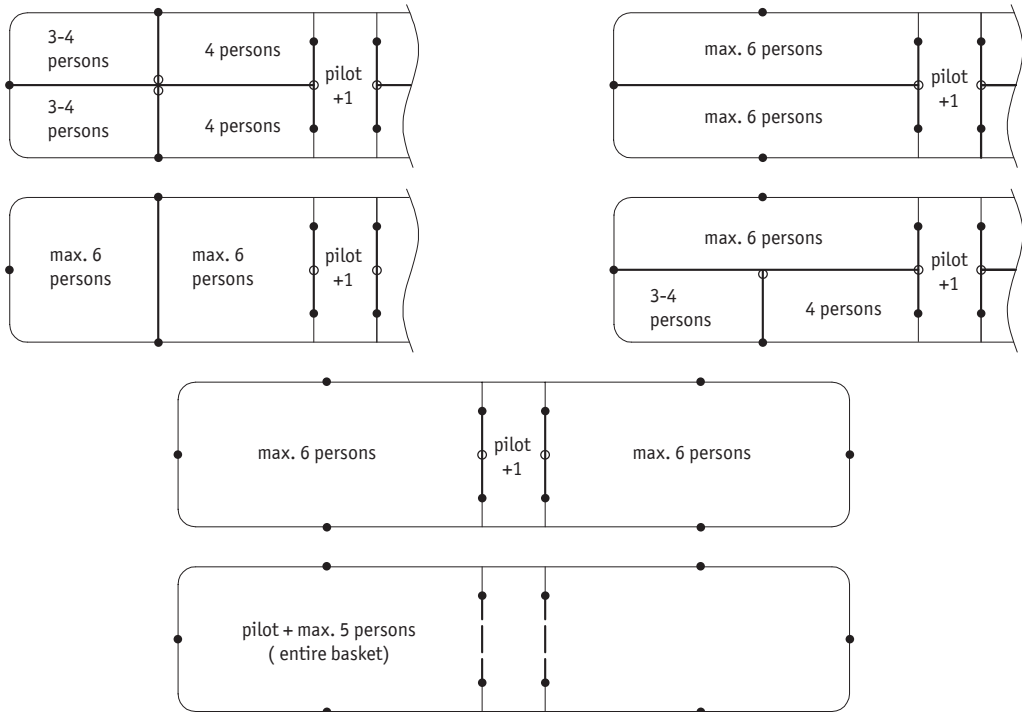 3-4
persons
4 persons
3-4
persons
4 persons
pilot
+1
max. 6 persons
max. 6 persons
pilot
+1
max. 6
persons
max. 6
persons
pilot
+1
max. 6 persons
3-4
persons
4 persons
pilot
+1
max. 6 persons
pilot
+1
max. 6 persons
pilot + max. 5 persons
( entire basket)